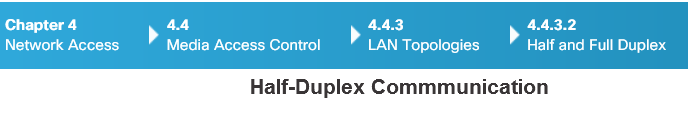 Chapter 4 4.4 4.4.3 4.4.3.2
Network Access Media Access Control LAN Topologies Half and Full Duplex
Half-Duplex Commmunication